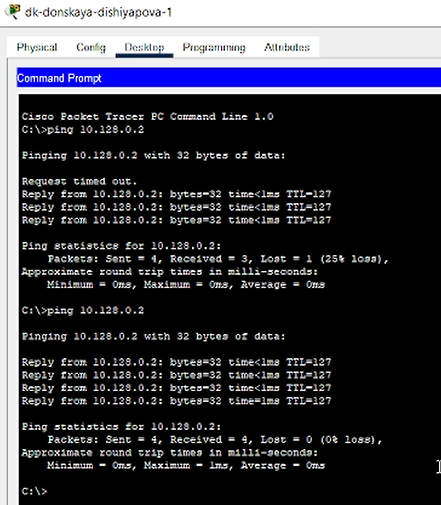 dk-donskaya-dishiyapova-1
Physical Config Desktop Programming Attributes
Command Prompt
Cisco Packet Tracer PC Command Line 1.0
C:\>ping 10.128.0.2
Pinging 10.128.0.2 with 32 bytes of data:
Request timed out.
Reply from 10.128.0.2: bytes=32 time<1ms TTL=127
Reply from 10.128.0.2: bytes=32 time<1ms TTL=127
Reply from 10.128.0.2: bytes=32 time<1ms TTL=127
Ping statistics for 10.128.0.2:
Packets: Sent = 4, Received = 3, Lost = 1 (25% loss),
Approximate round trip times in milli-seconds:
Minimum = 0ms, Maximum = 0ms, Average = 0ms
C:\>ping 10.128.0.2
Pinging 10.128.0.2 with 32 bytes of data:
Reply from 10.128.0.2: bytes=32 time<1ms TTL=127
Reply from 10.128.0.2: bytes=32 time<1ms TTL=127
Reply from 10.128.0.2: bytes=32 time<1ms TTL=127
Reply from 10.128.0.2: bytes=32 time=1ms TTL=127
Ping statistics for 10.128.0.2:
Packets: Sent = 4, Received = 4, Lost = 0 (0% loss),
Approximate round trip times in milli-seconds:
Minimum = 0ms, Maximum = 1ms, Average = 0ms
C:\>